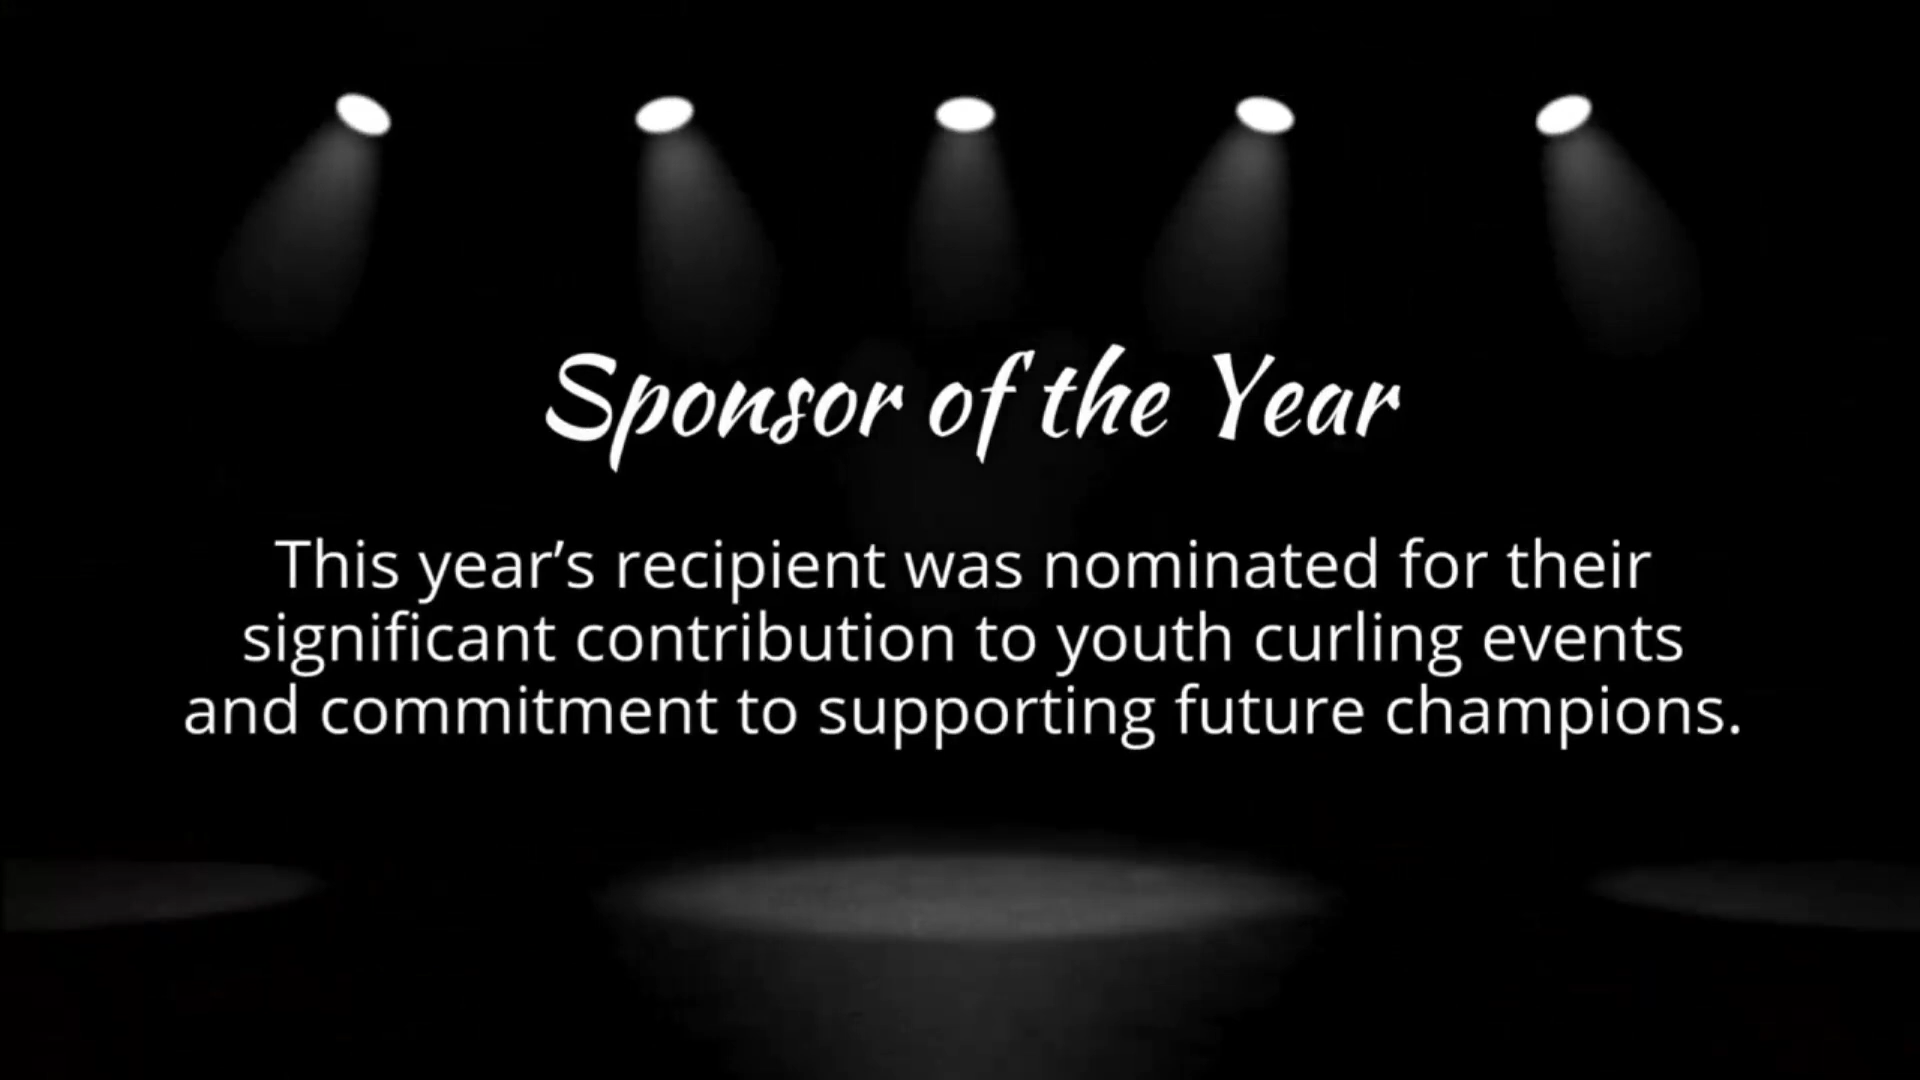 Sponsor of the Year
This year’s recipient was nominated for their
significant contribution to youth curling events
and commitment to supporting future champions.